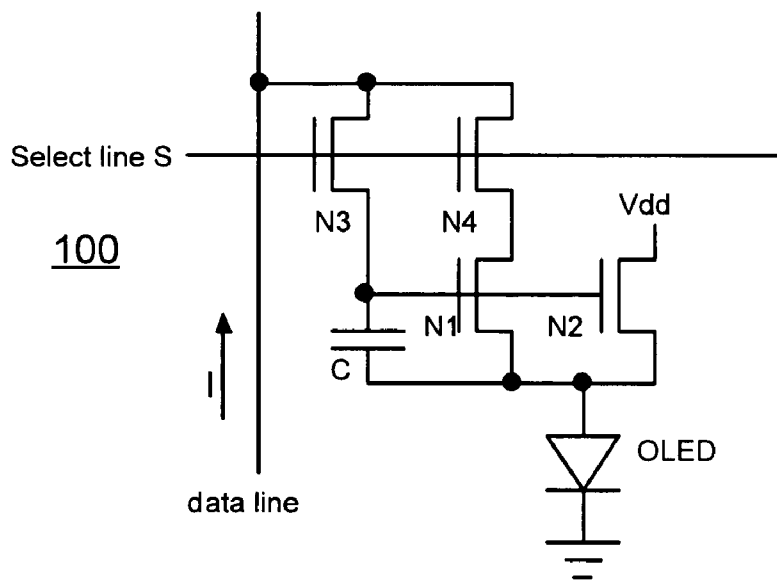 Select line S
N3
N4
Vdd
100
N1
N2
C
I
OLED
data line